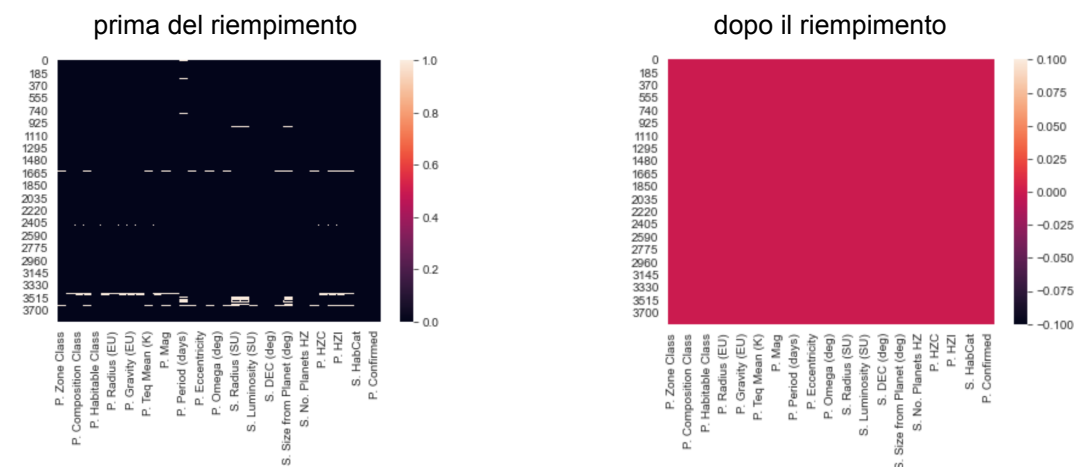 prima del riempimento
0
185
370
555
740
925
1110
1295
1480
1665
1850
2035
2220
2405
2590
2775
2960
3145
3330
3515
3700
1.0
0.8
0.6
0.4
0.2
0.0
P. Zone Class
P. Composition Class
P. Habitable Class
P. Radius (EU)
P. Gravity (EU)
P. Teq Mean (K)
P. Mag
P. Period (days)
P. Eccentricity
P. Omega (deg)
S. Radius (SU)
S. Luminosity (SU)
S. DEC (deg)
S. Size from Planet (deg)
S. No. Planets HZ
P. HZC
P. HZI
S. HabCat
P. Confirmed
dopo il riempimento
0
185
370
555
740
925
1110
1295
1480
1665
1850
2035
2220
2405
2590
2775
2960
3145
3330
3515
3700
0.100
0.075
0.050
0.025
0.000
−0.025
−0.050
−0.075
−0.100
P. Zone Class
P. Composition Class
P. Habitable Class
P. Radius (EU)
P. Gravity (EU)
P. Teq Mean (K)
P. Mag
P. Period (days)
P. Eccentricity
P. Omega (deg)
S. Radius (SU)
S. Luminosity (SU)
S. DEC (deg)
S. Size from Planet (deg)
S. No. Planets HZ
P. HZC
P. HZI
S. HabCat
P. Confirmed